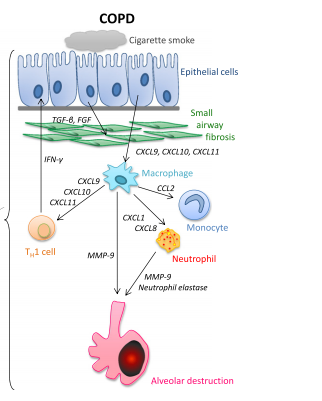 COPD
Cigarette smoke
Epithelial cells
Small
airway
fibrosis
TGF-β, FGF
CXCL9, CXCL10, CXCL11
IFN-γ
Macrophage
CXCL9
CXCL10
CXCL11
CCL2
CXCL1
CXCL8
Monocyte
TH1 cell
Neutrophil
MMP-9
MMP-9
Neutrophil elastase
Alveolar destruction